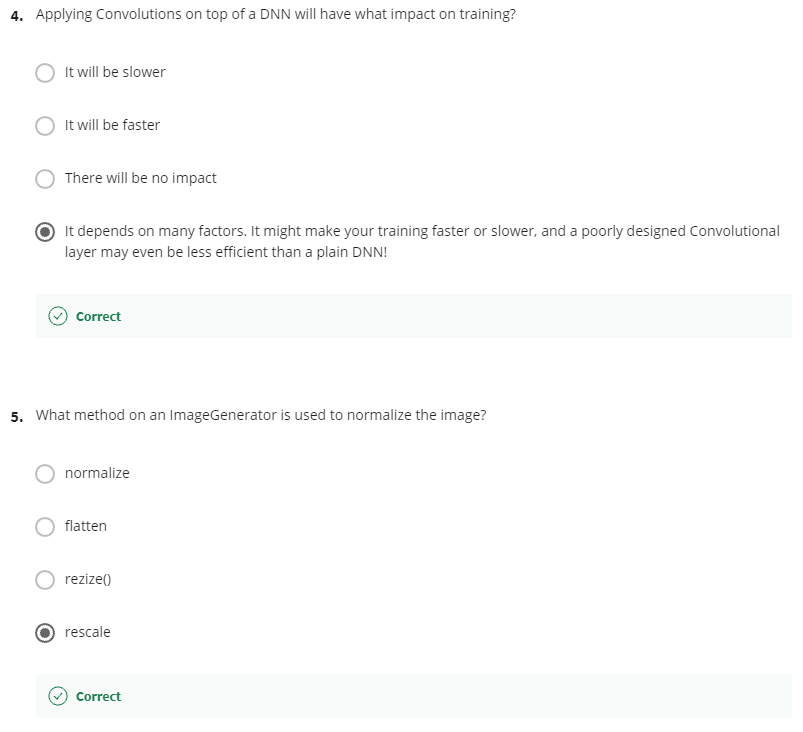 4. Applying Convolutions on top of a DNN will have what impact on training?
It will be slower
It will be faster
There will be no impact
It depends on many factors. It might make your training faster or slower, and a poorly designed Convolutional
layer may even be less efficient than a plain DNN!
Correct
5. What method on an ImageGenerator is used to normalize the image?
normalize
flatten
rezize()
rescale
Correct